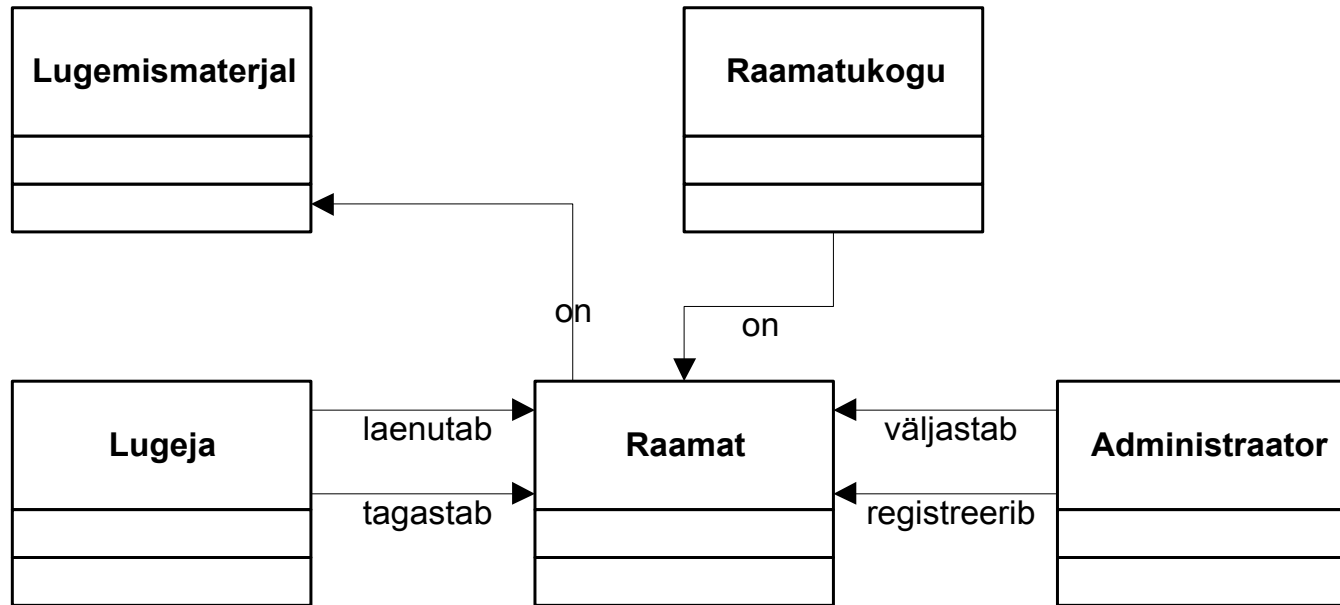 Lugemismaterjal
Raamatukogu
on
on
Lugeja
laenutab
tagastab
Raamat
väljastab
registreerib
Administraator